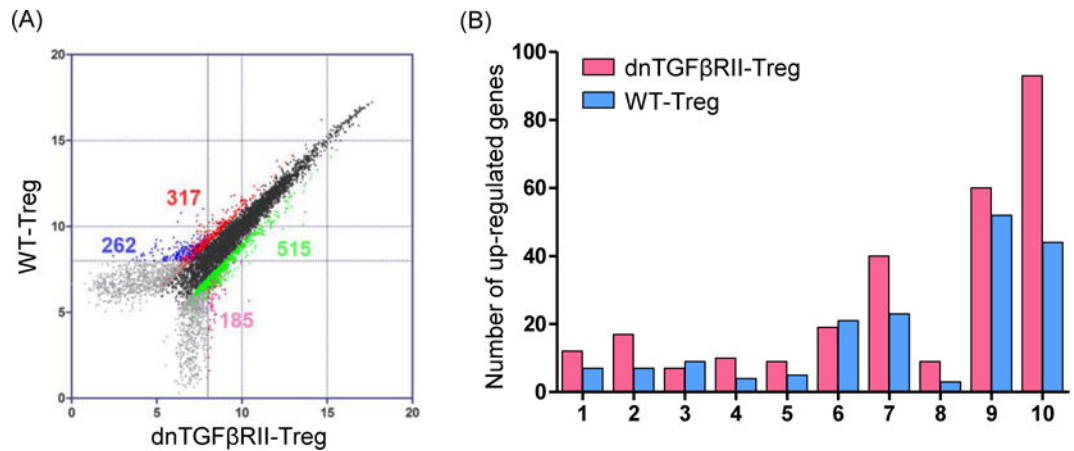 (A)
20
15
10
5
0
0 5 10 15 20
317
262
515
185
WT-Treg
dnTGFβRII-Treg
(B)
100
80
60
40
20
0
Number of up-regulated genes
dnTGFβRII-Treg
WT-Treg
1 2 3 4 5 6 7 8 9 10